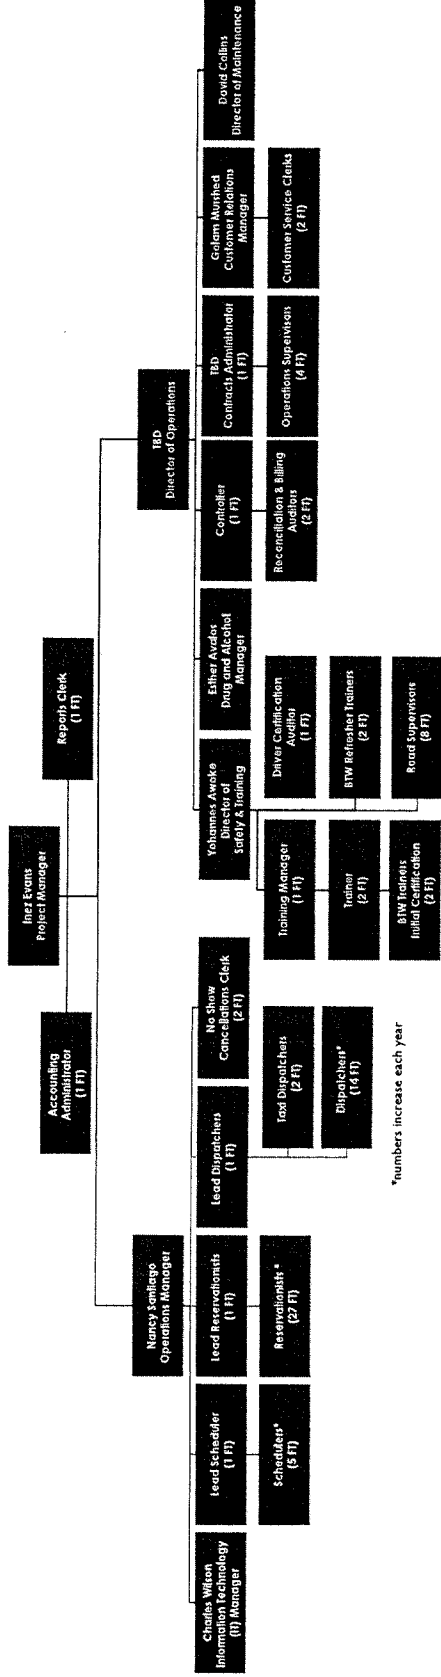 Inez Evans
Project Manager
Accounting
Administrator
(1 FT)
Reports Clerk
(1 FT)
Nancy Santiago
Operations Manager
TBD
Director of Operations
Charles Wilson
Information Technology
(IT) Manager
Lead Scheduler
(1 FT)
Lead Reservationists
(1 FT)
Lead Dispatchers
(1 FT)
No Show
Cancellations Clerk
(2 FT)
Yohannes Awoke
Director of
Safety & Training
Esther Avalos
Drug and Alcohol
Manager
Controller
(1 FT)
TBD
Contracts Administrator
(1 FT)
Golam Murshed
Customer Relations
Manager
David Collins
Director of Maintenance
Schedulers*
(5 FT)
Reservationists*
(27 FT)
Taxi Dispatchers
(2 FT)
Dispatchers*
(14 FT)
Training Manager
(1 FT)
Trainer
(2 FT)
BTW Trainers
Initial Certification
(2 FT)
Driver Certification
Auditor
(1 FT)
BTW Refresher Trainers
(2 FT)
Road Supervisors
(8 FT)
Reconciliation & Billing
Auditors
(2 FT)
Operations Supervisors
(4 FT)
Customer Service Clerks
(2 FT)
*numbers increase each year